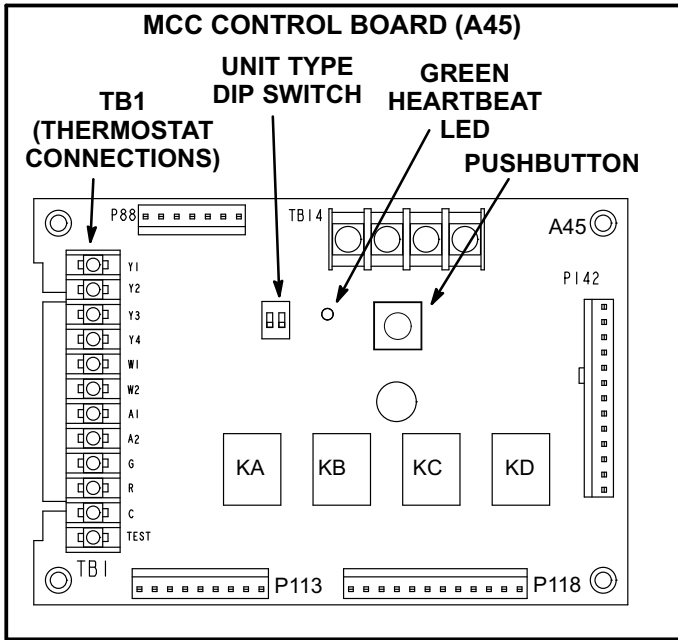 MCC CONTROL BOARD (A45)
UNIT TYPE
DIP SWITCH
GREEN
HEARTBEAT
LED
TB1
(THERMOSTAT
CONNECTIONS)
PUSHBUTTON
P88
TB14
A45
P142
Y1
Y2
Y3
Y4
W1
W2
A1
A2
G
R
C
TEST
KA
KB
KC
KD
TB1
P113
P118